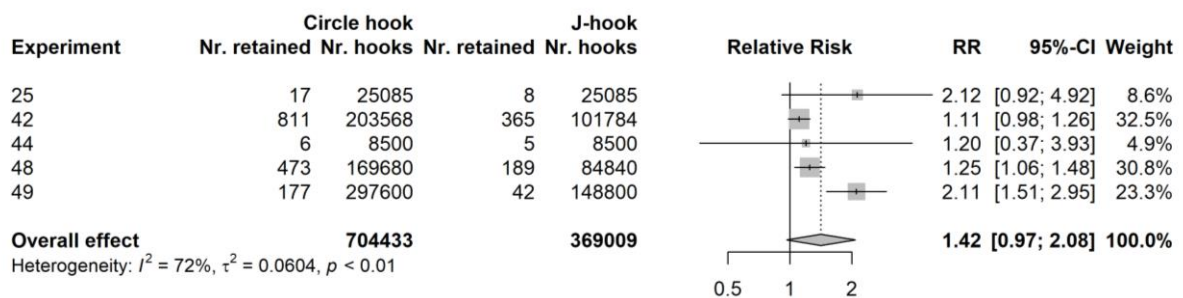 Circle hook J-hook
Experiment Nr. retained Nr. hooks Nr. retained Nr. hooks Relative Risk RR 95%-CI Weight
25 17 25085 8 25085 2.12 [0.92; 4.92] 8.6%
42 811 203568 365 101784 1.11 [0.98; 1.26] 32.5%
44 6 8500 5 8500 1.20 [0.37; 3.93] 4.9%
48 473 169680 189 84840 1.25 [1.06; 1.48] 30.8%
49 177 297600 42 148800 2.11 [1.51; 2.95] 23.3%
Overall effect 704433 369009 1.42 [0.97; 2.08] 100.0%
Heterogeneity: I² = 72%, τ² = 0.0604, p < 0.01
0.5 1 2